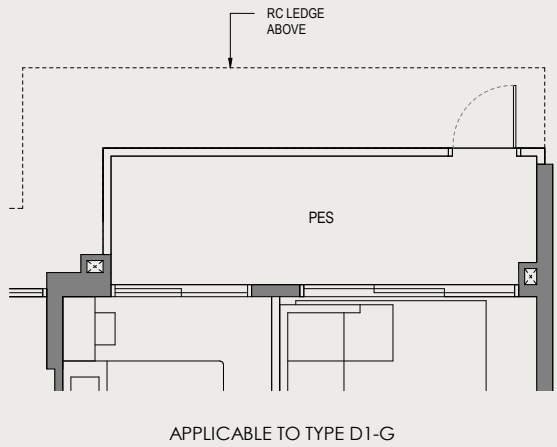 RC LEDGE
ABOVE
PES
APPLICABLE TO TYPE D1-G